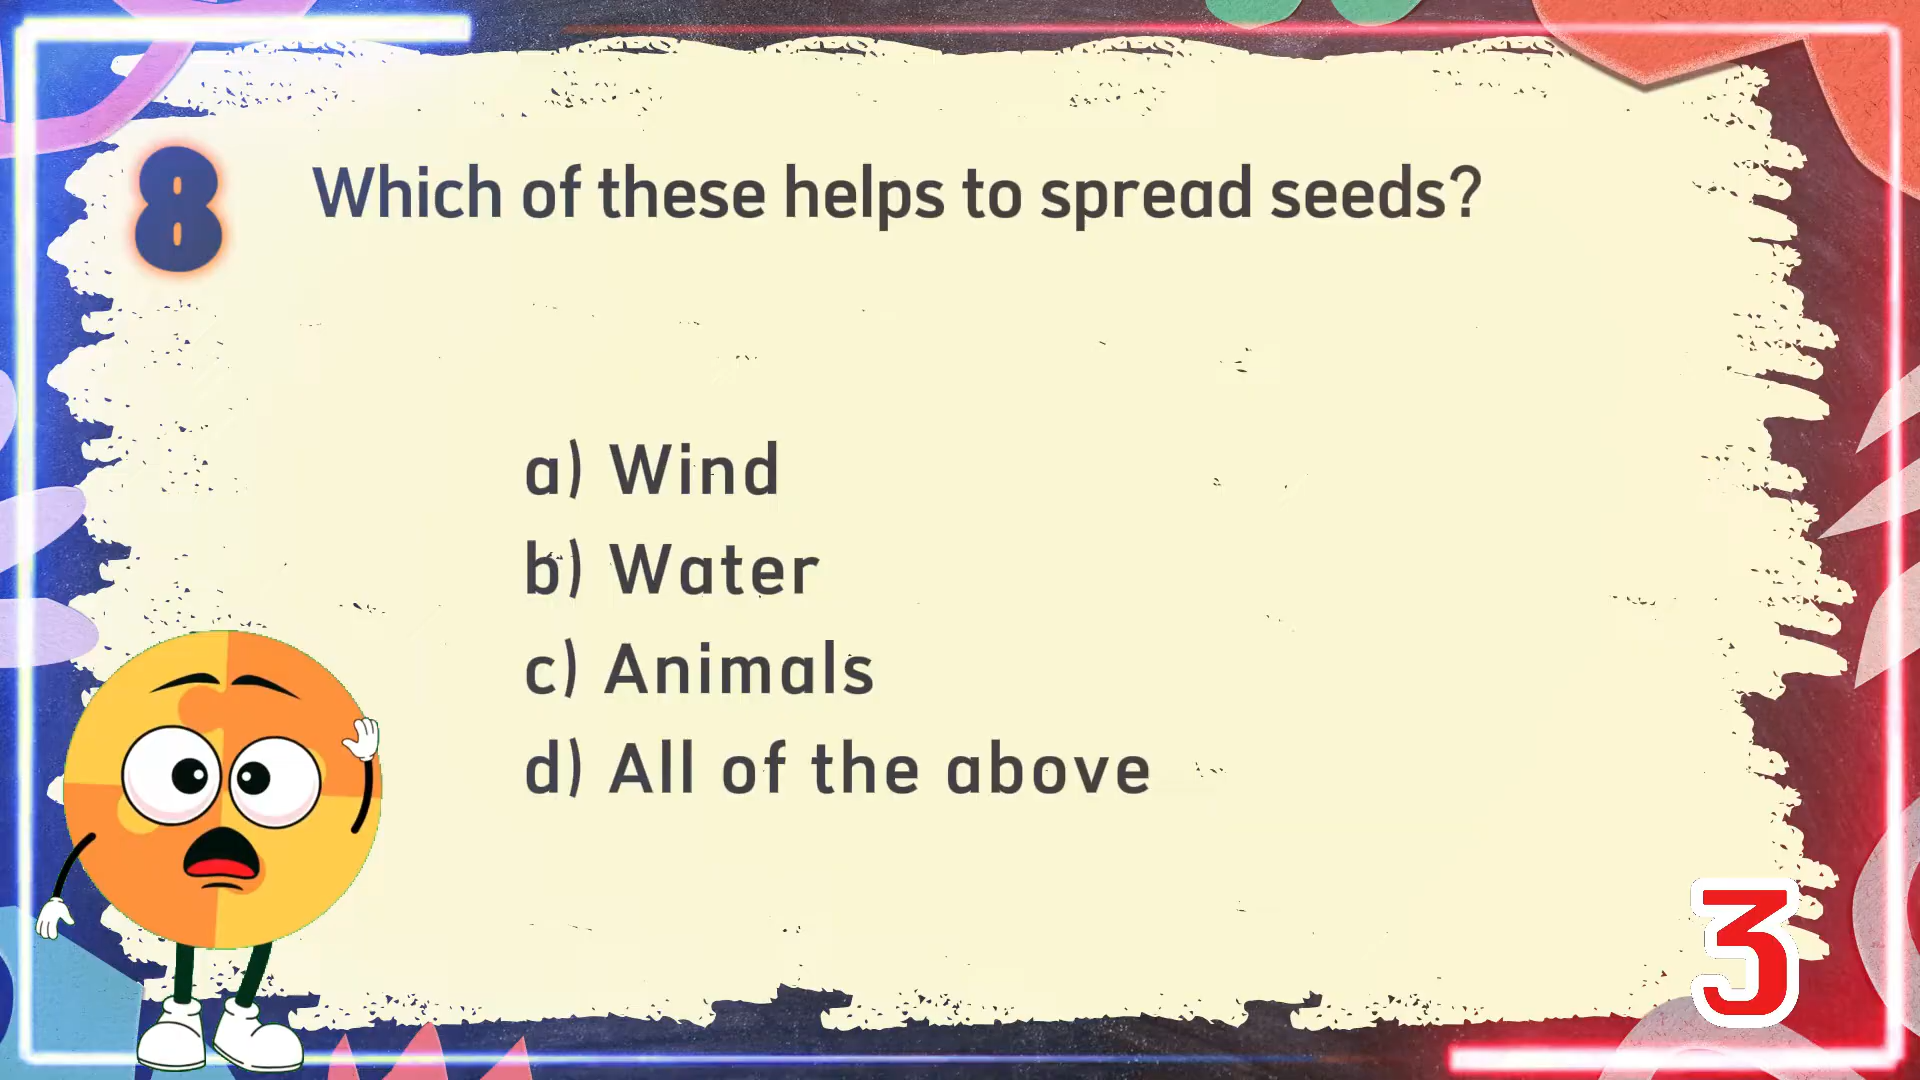 8
Which of these helps to spread seeds?
a) Wind
b) Water
c) Animals
d) All of the above
3